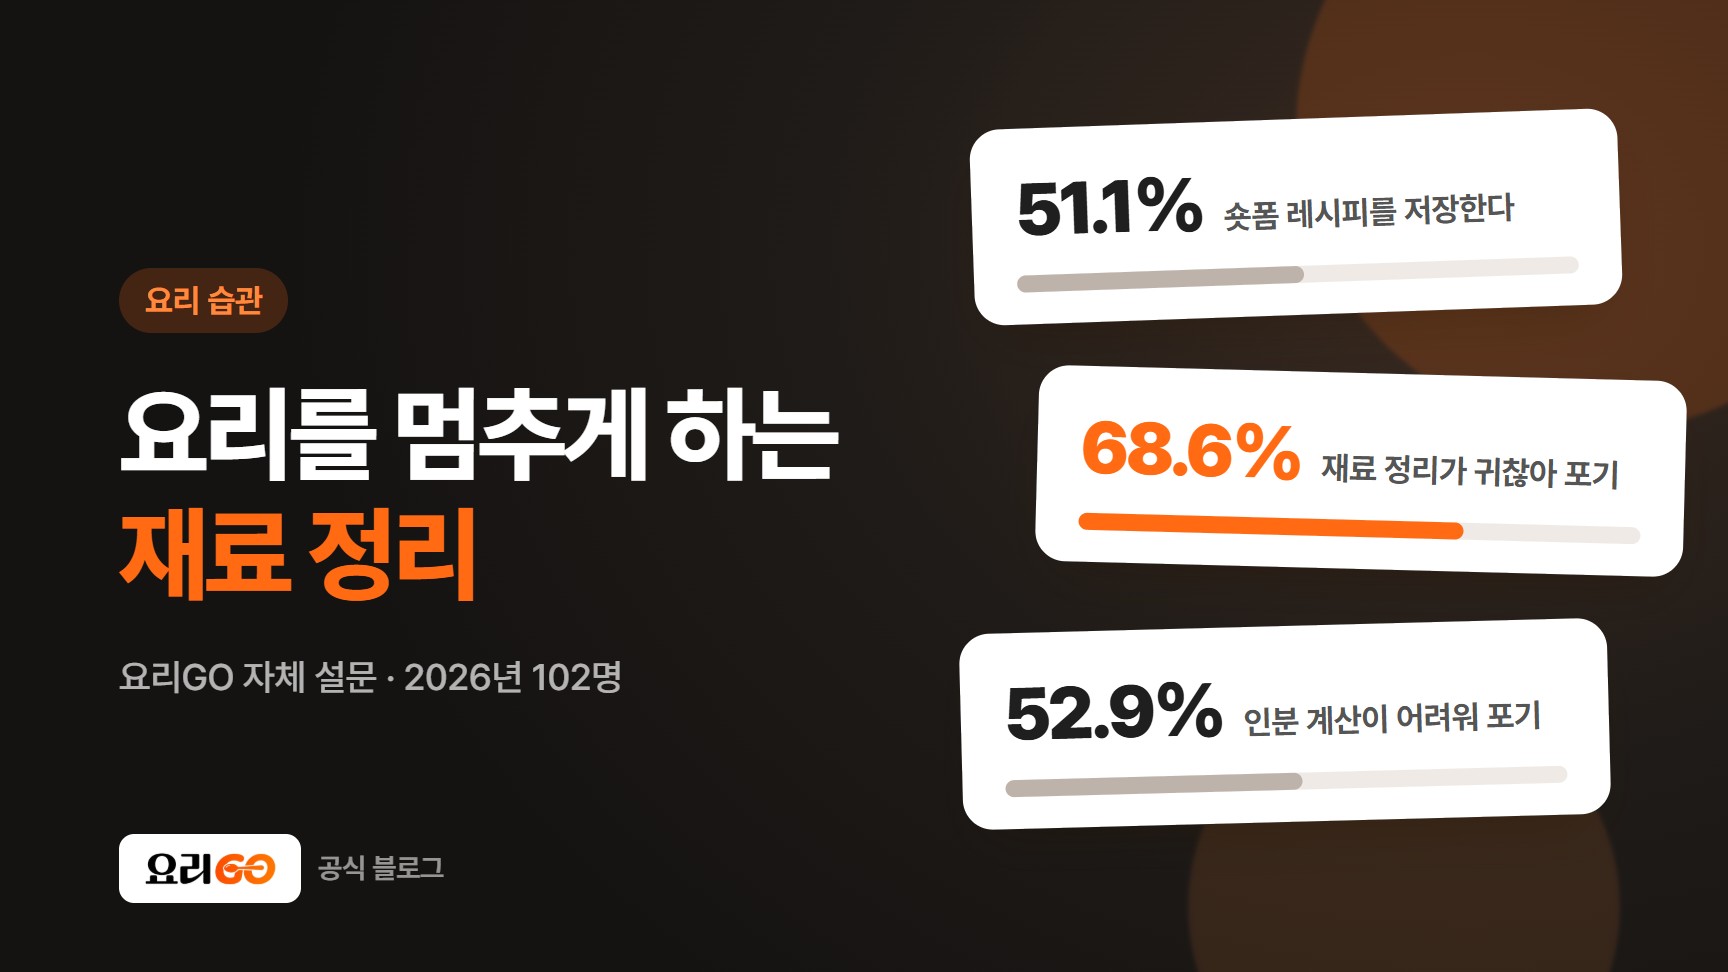 요리 습관
요리를 멈추게 하는
재료 정리
요리GO 자체 설문 · 2026년 102명
요리GO 공식 블로그
51.1% 숏폼 레시피를 저장한다
68.6% 재료 정리가 귀찮아 포기
52.9% 인분 계산이 어려워 포기